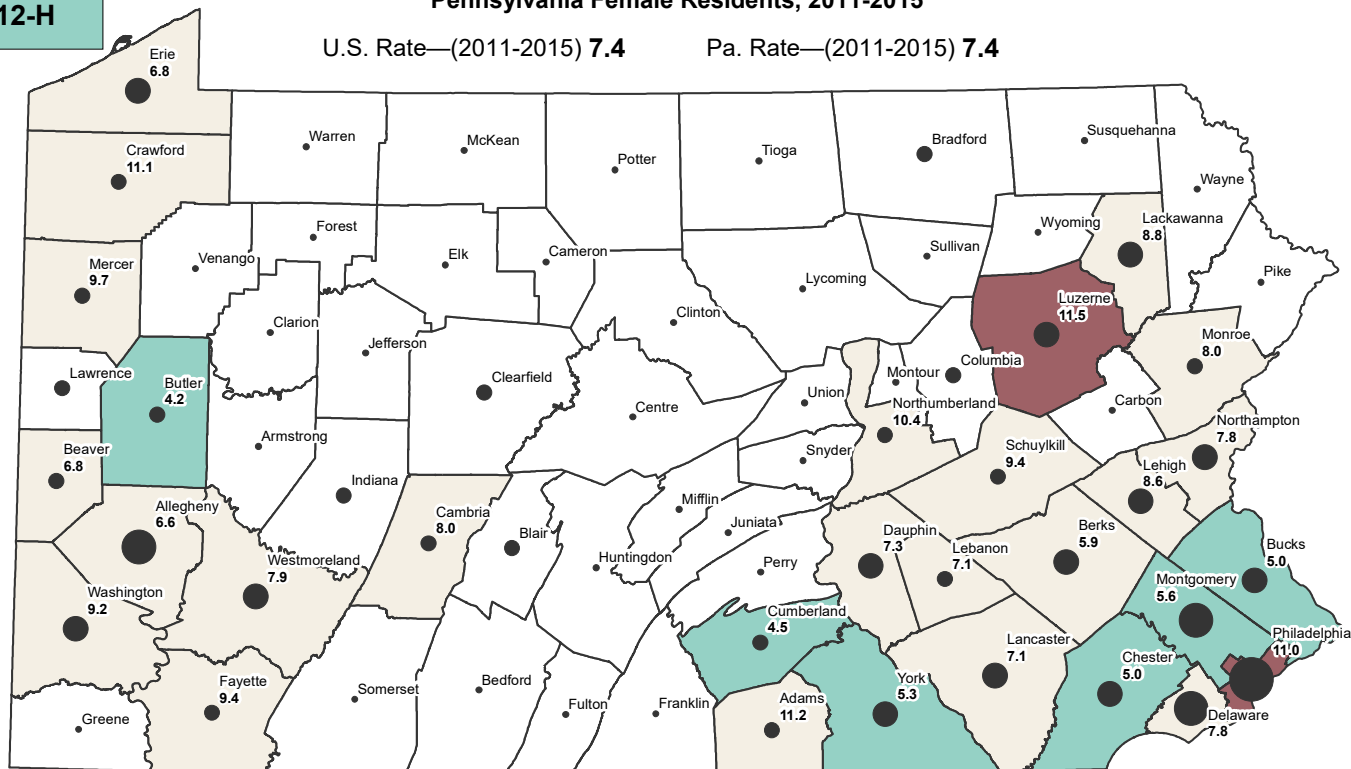 12-H
Pennsylvania Female Residents, 2011-2015
U.S. Rate—(2011-2015) 7.4
Pa. Rate—(2011-2015) 7.4
Erie
6.8
Crawford
11.1
Warren
McKean
Potter
Tioga
Bradford
Susquehanna
Wayne
Mercer
9.7
Venango
Forest
Elk
Cameron
Sullivan
Wyoming
Lackawanna
8.8
Pike
Clarion
Jefferson
Clinton
Lycoming
Luzerne
11.5
Monroe
8.0
Lawrence
Butler
4.2
Clearfield
Centre
Union
Montour
Columbia
Carbon
Northumberland
10.4
Northampton
7.8
Beaver
6.8
Armstrong
Indiana
Snyder
Schuylkill
9.4
Lehigh
8.6
Allegheny
6.6
Cambria
8.0
Blair
Mifflin
Juniata
Huntingdon
Perry
Dauphin
7.3
Lebanon
7.1
Berks
5.9
Bucks
5.0
Westmoreland
7.9
Washington
9.2
Montgomery
5.6
Cumberland
4.5
Lancaster
7.1
Philadelphia
11.0
Chester
5.0
Greene
Fayette
9.4
Somerset
Bedford
Fulton
Franklin
Adams
11.2
York
5.3
Delaware
7.8